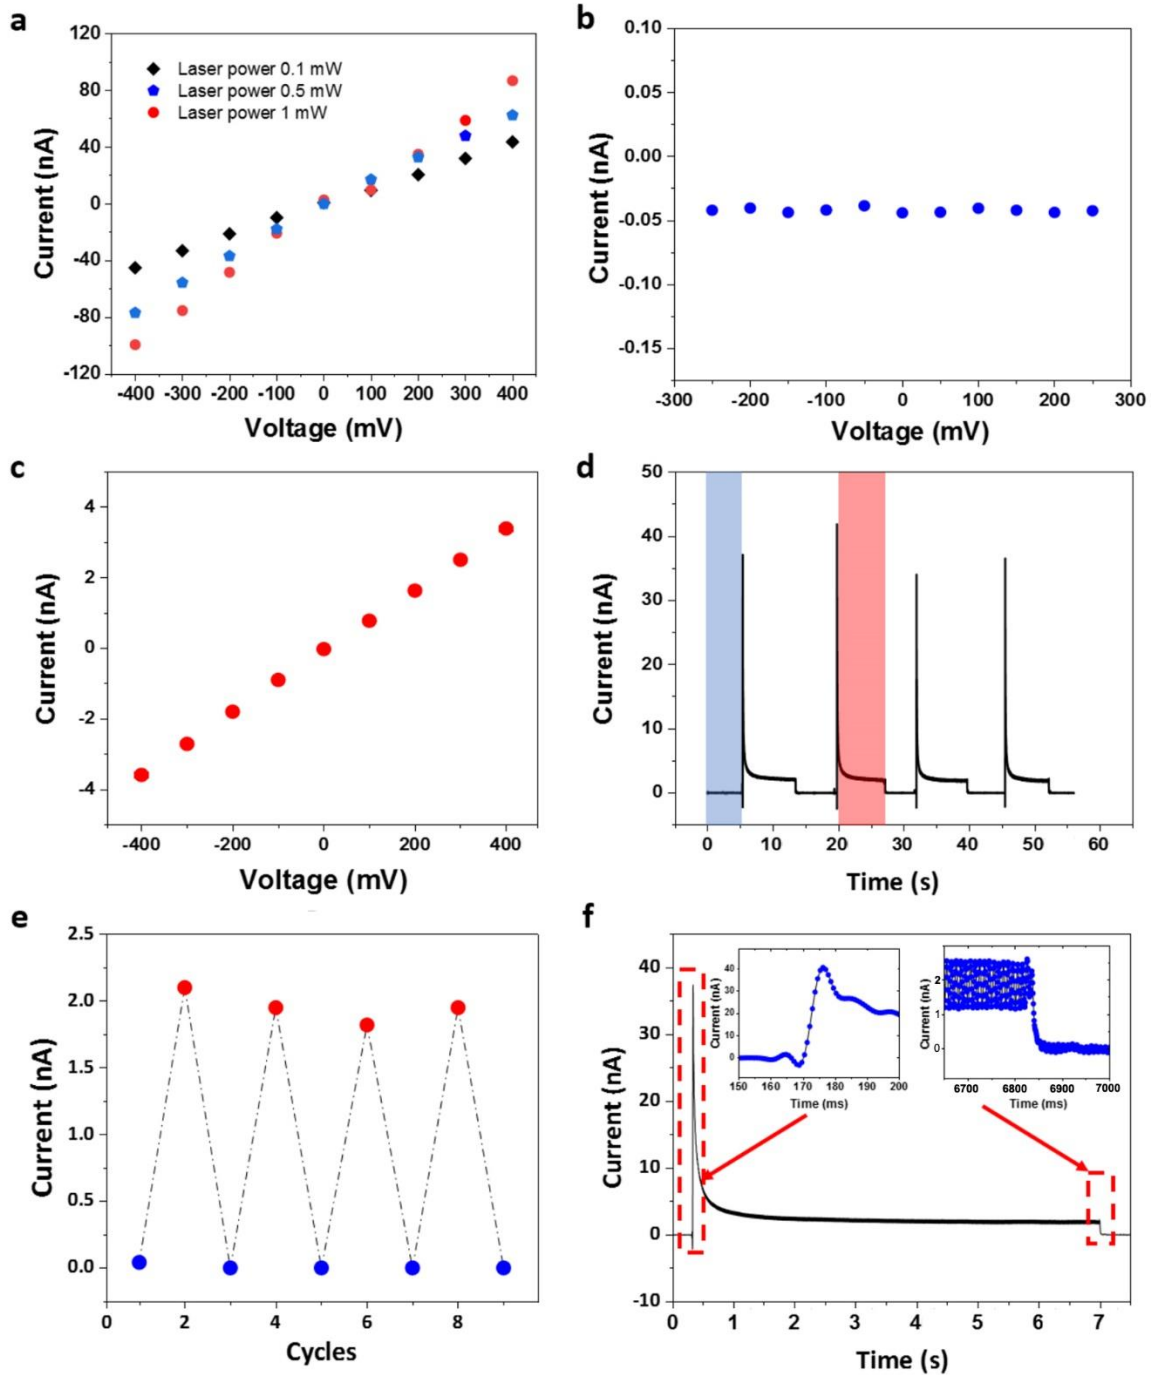 a
120
80
40
0
-40
-80
-120
Laser power 0.1 mW
Laser power 0.5 mW
Laser power 1 mW
-400 -300 -200 -100 0 100 200 300 400
Voltage (mV)
Current (nA)
b
0.10
0.05
0.00
-0.05
-0.10
-0.15
-300 -200 -100 0 100 200 300
Voltage (mV)
Current (nA)
c
4
2
0
-2
-4
-400 -200 0 200 400
Voltage (mV)
Current (nA)
d
50
40
30
20
10
0
0 10 20 30 40 50 60
Time (s)
Current (nA)
e
2.5
2.0
1.5
1.0
0.5
0.0
0 2 4 6 8
Cycles
Current (nA)
f
40
30
20
10
0
-10
0 1 2 3 4 5 6 7
Time (s)
Current (nA)
40
30
20
10
0
150 160 170 180 190 200
Time (ms)
Current (nA)
2
1
0
6700 6800 6900 7000
Time (ms)
Current (nA)